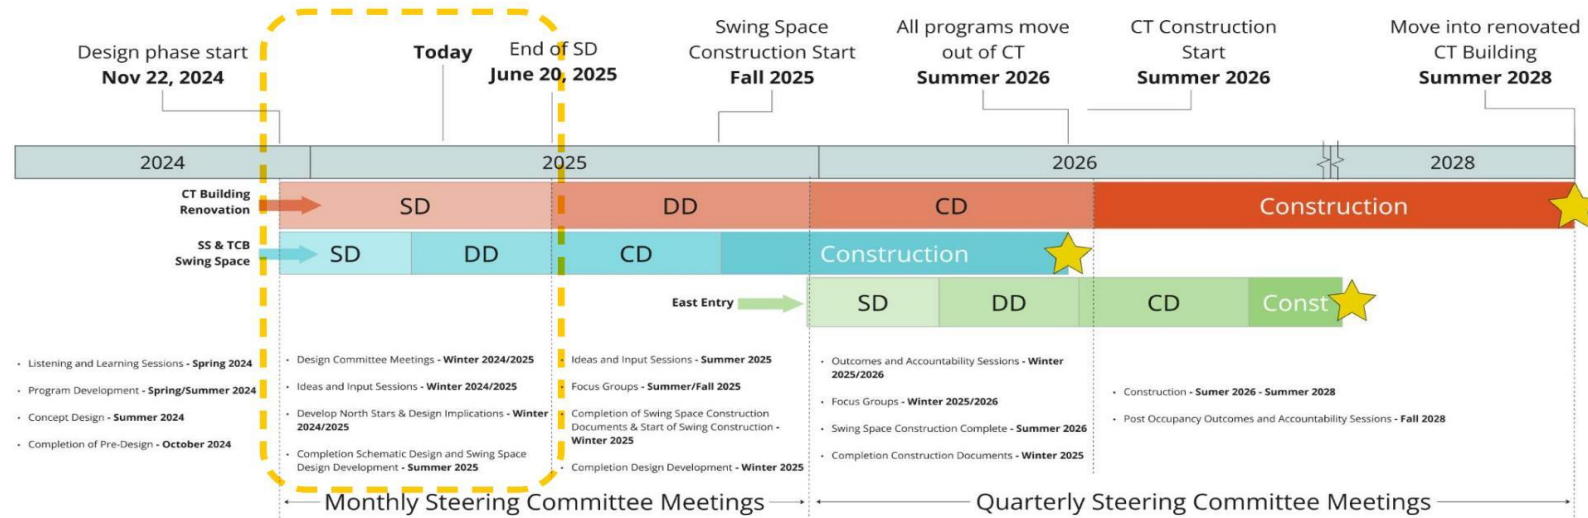 Design phase start
Nov 22, 2024
Today
End of SD
June 20, 2025
Swing Space
Construction Start
Fall 2025
All programs move
out of CT
Summer 2026
CT Construction
Start
Summer 2026
Move into renovated
CT Building
Summer 2028
2024
2025
2026
2028
CT Building
Renovation
SD
DD
CD
Construction
SS & TCB
Swing Space
SD
DD
CD
Construction
East Entry
SD
DD
CD
Const
· Listening and Learning Sessions - Spring 2024
· Program Development - Spring/Summer 2024
· Concept Design - Summer 2024
· Completion of Pre-Design - October 2024
· Design Committee Meetings - Winter 2024/2025
· Ideas and Input Sessions - Winter 2024/2025
· Develop North Stars & Design Implications - Winter
2024/2025
· Completion Schematic Design and Swing Space
Design Development - Summer 2025
· Ideas and Input Sessions - Summer 2025
· Focus Groups - Summer/Fall 2025
· Completion of Swing Space Construction
Documents & Start of Swing Construction -
Winter 2025
· Completion Design Development - Winter 2025
· Outcomes and Accountability Sessions - Winter
2025/2026
· Focus Groups - Winter 2025/2026
· Swing Space Construction Complete - Summer 2026
· Completion Construction Documents - Winter 2025
· Construction - Sumer 2026 - Summer 2028
· Post Occupancy Outcomes and Accountability Sessions - Fall 2028
Monthly Steering Committee Meetings
Quarterly Steering Committee Meetings